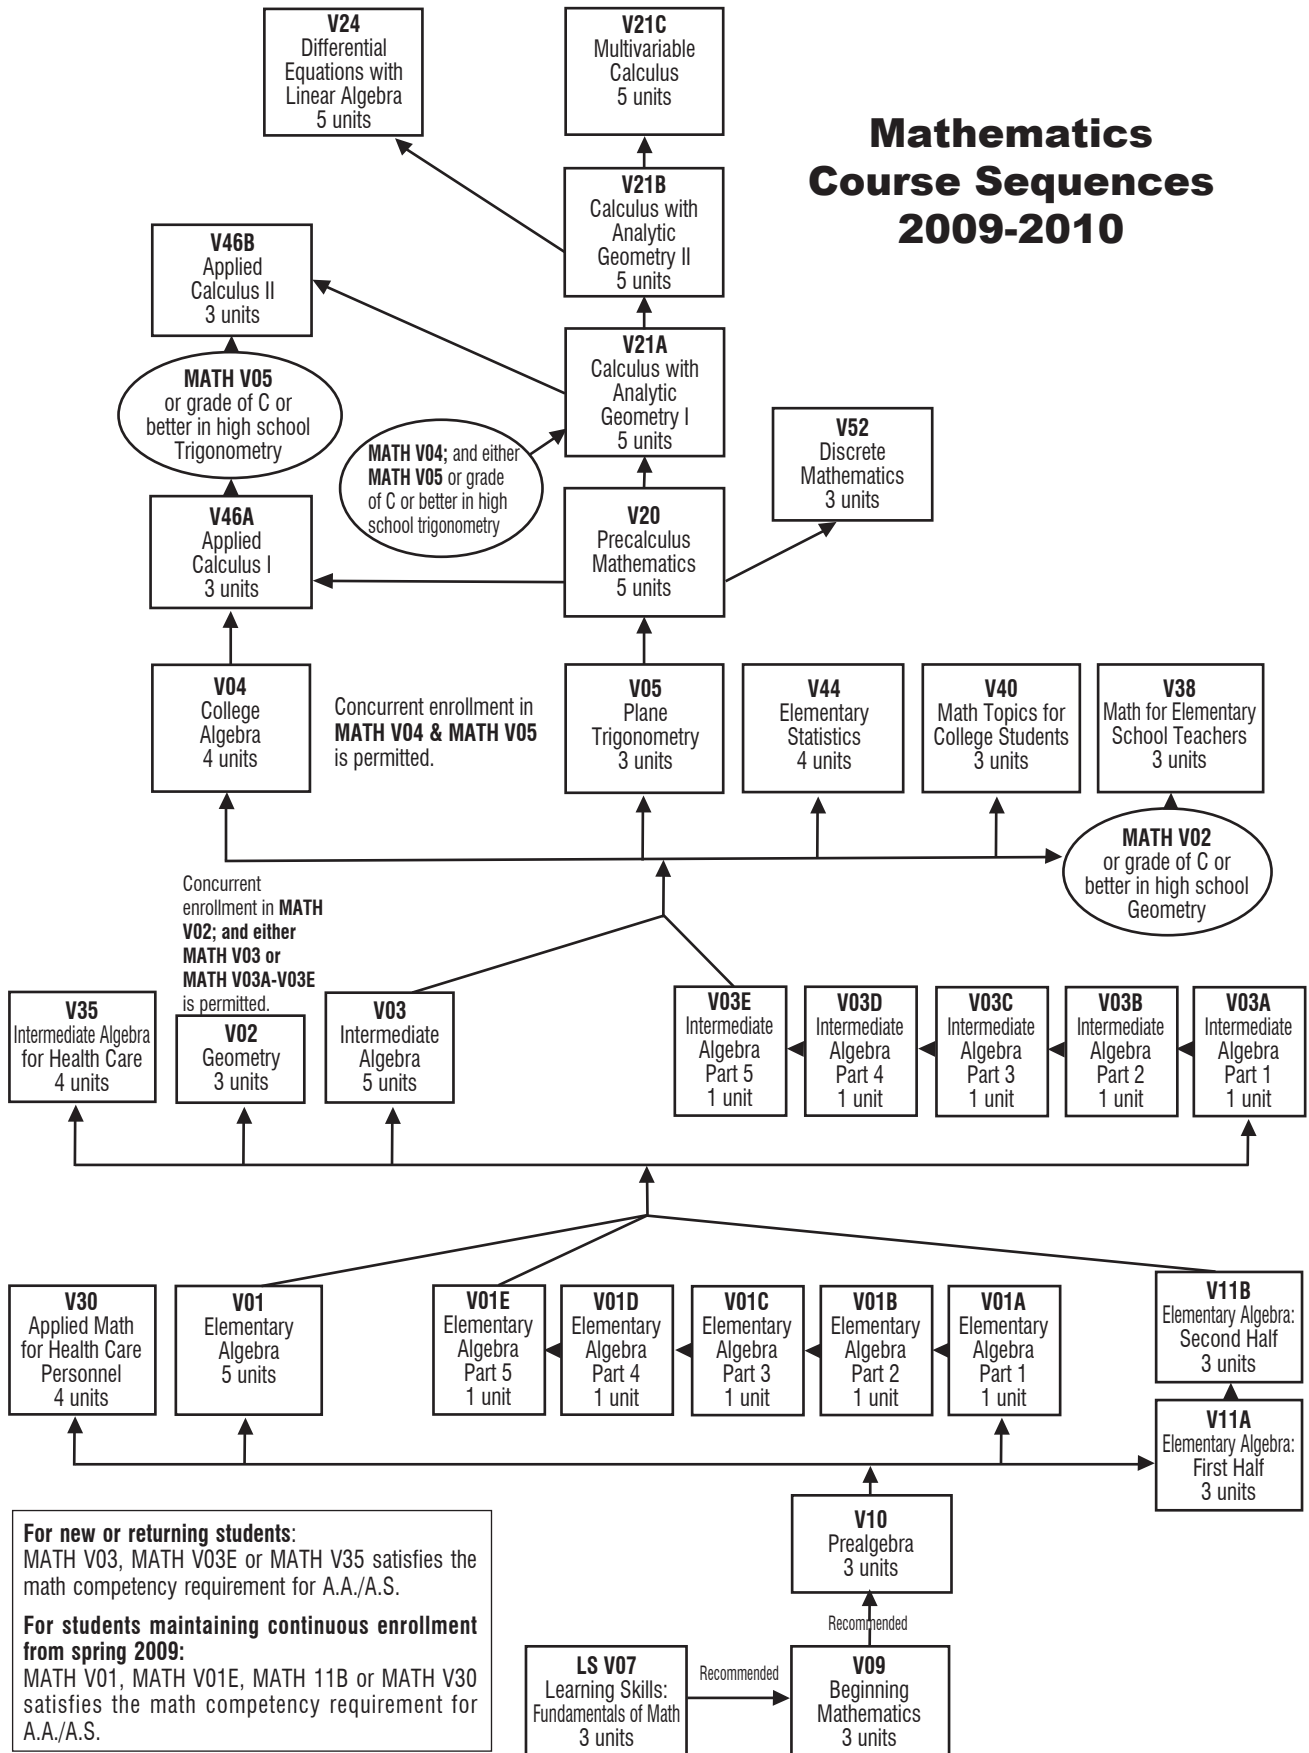 V24
Differential
Equations with
Linear Algebra
5 units
V21C
Multivariable
Calculus
5 units
Mathematics
Course Sequences
2009-2010
V21B
Calculus with
Analytic
Geometry II
5 units
V46B
Applied
Calculus II
3 units
V21A
Calculus with
Analytic
Geometry I
5 units
MATH V05
or grade of C or
better in high school
Trigonometry
MATH V04; and either
MATH V05 or grade
of C or better in high
school trigonometry
V52
Discrete
Mathematics
3 units
V46A
Applied
Calculus I
3 units
V20
Precalculus
Mathematics
5 units
V04
College
Algebra
4 units
Concurrent enrollment in
MATH V04 & MATH V05
is permitted.
V05
Plane
Trigonometry
3 units
V44
Elementary
Statistics
4 units
V40
Math Topics for
College Students
3 units
V38
Math for Elementary
School Teachers
3 units
MATH V02
or grade of C or
better in high school
Geometry
Concurrent
enrollment in MATH
V02; and either
MATH V03 or
MATH V03A-V03E
is permitted.
V35
Intermediate Algebra
for Health Care
4 units
V02
Geometry
3 units
V03
Intermediate
Algebra
5 units
V03E
Intermediate
Algebra
Part 5
1 unit
V03D
Intermediate
Algebra
Part 4
1 unit
V03C
Intermediate
Algebra
Part 3
1 unit
V03B
Intermediate
Algebra
Part 2
1 unit
V03A
Intermediate
Algebra
Part 1
1 unit
V30
Applied Math
for Health Care
Personnel
4 units
V01
Elementary
Algebra
5 units
V01E
Elementary
Algebra
Part 5
1 unit
V01D
Elementary
Algebra
Part 4
1 unit
V01C
Elementary
Algebra
Part 3
1 unit
V01B
Elementary
Algebra
Part 2
1 unit
V01A
Elementary
Algebra
Part 1
1 unit
V11B
Elementary Algebra:
Second Half
3 units
V11A
Elementary Algebra:
First Half
3 units
V10
Prealgebra
3 units
Recommended
LS V07
Learning Skills:
Fundamentals of Math
3 units
Recommended
V09
Beginning
Mathematics
3 units
For new or returning students:
MATH V03, MATH V03E or MATH V35 satisfies the
math competency requirement for A.A./A.S.
For students maintaining continuous enrollment
from spring 2009:
MATH V01, MATH V01E, MATH 11B or MATH V30
satisfies the math competency requirement for
A.A./A.S.